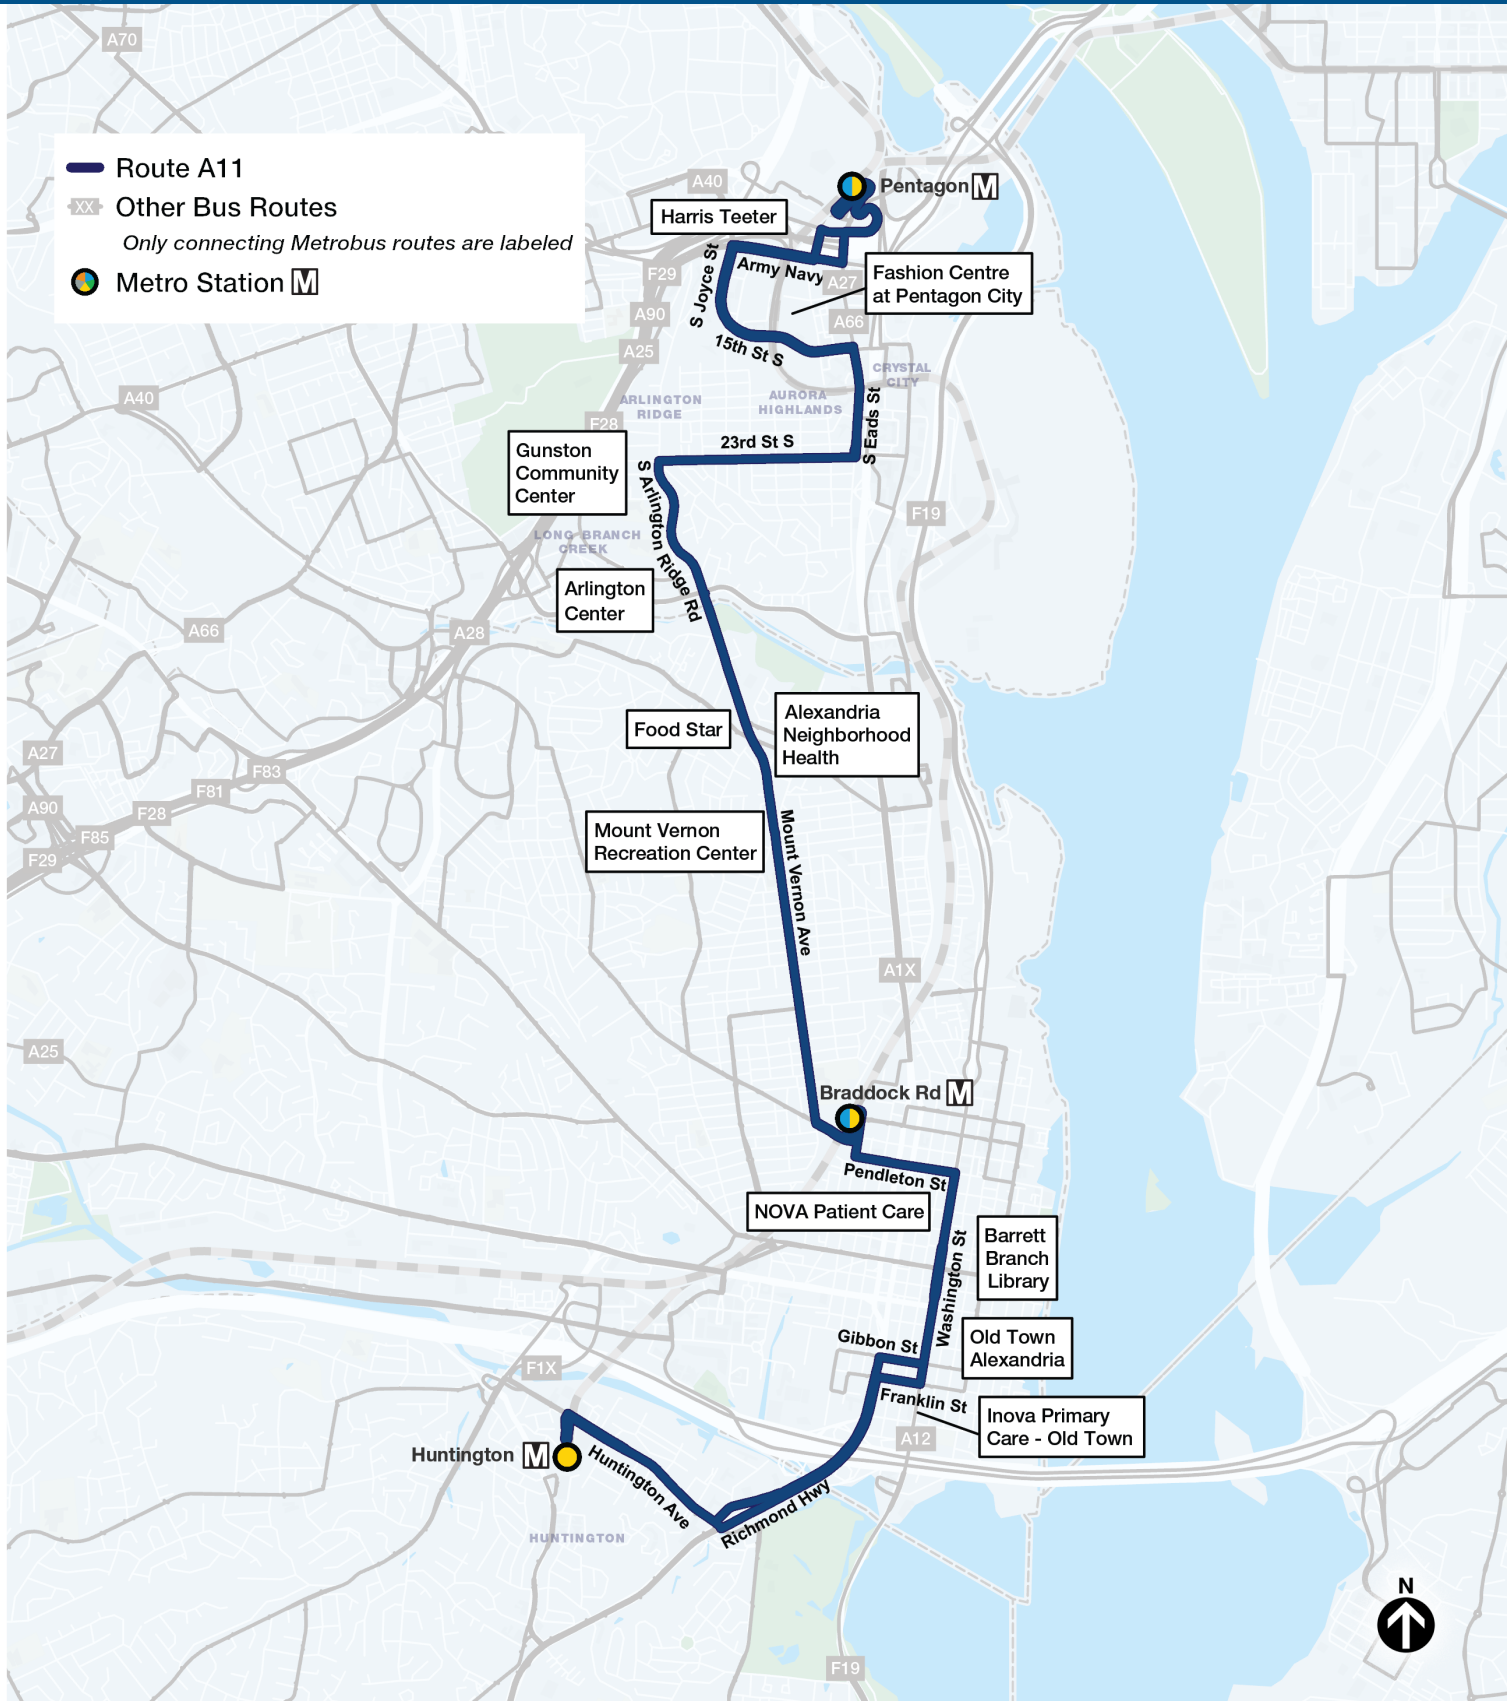 A70
Route A11
XX
Other Bus Routes
Only connecting Metrobus routes are labeled
Metro Station M
A40
Pentagon M
Harris Teeter
S Joyce St
Army Navy
F29
A27
Fashion Centre
at Pentagon City
A90
A66
A25
15th St S
CRYSTAL
CITY
A40
ARLINGTON
RIDGE
AURORA
HIGHLANDS
S Eads St
F28
23rd St S
Gunston
Community
Center
S Arlington Ridge Rd
F19
LONG BRANCH
CREEK
Arlington
Center
A66
A28
Food Star
Alexandria
Neighborhood
Health
A27
F83
F81
A90
F28
F85
F29
Mount Vernon
Recreation Center
Mount Vernon Ave
A1X
A25
Braddock Rd M
Pendleton St
NOVA Patient Care
Washington St
Barrett
Branch
Library
Gibbon St
Old Town
Alexandria
F1X
Franklin St
Inova Primary
Care - Old Town
A12
Huntington M
Huntington Ave
Richmond Hwy
HUNTINGTON
N
F19